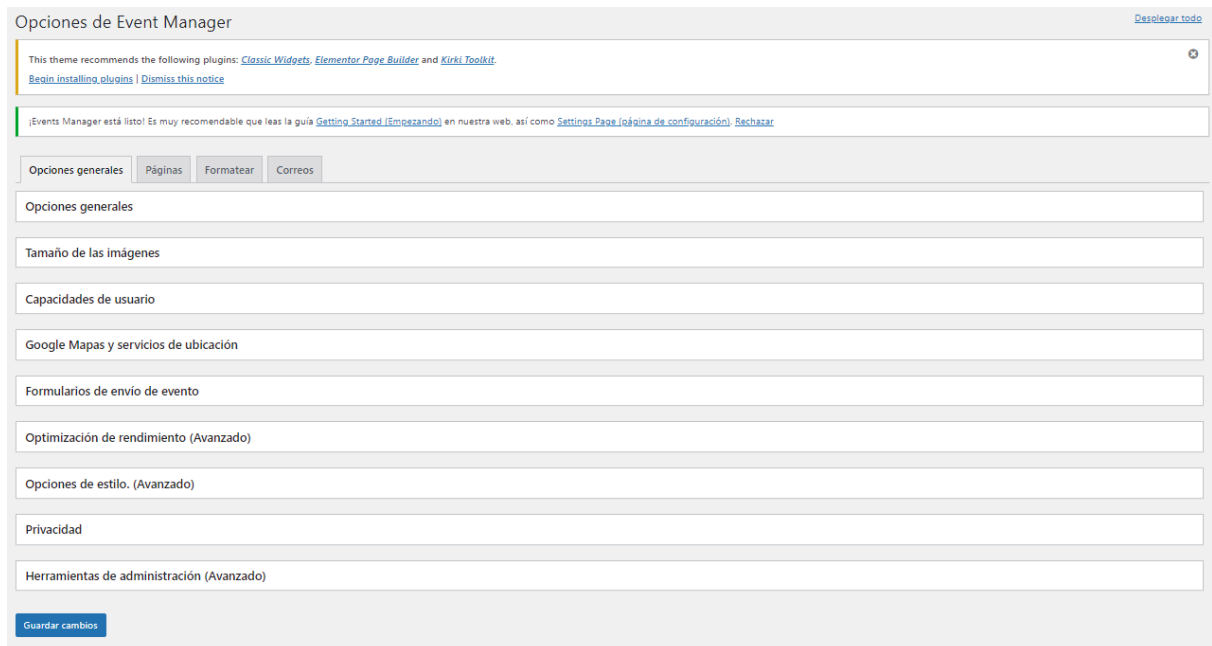 Opciones de Event Manager
Desplegar todo
This theme recommends the following plugins: Classic Widgets, Elementor Page Builder and Kirki Toolkit.
Begin installing plugins | Dismiss this notice
¡Events Manager está listo! Es muy recomendable que leas la guía Getting Started (Empezando) en nuestra web, así como Settings Page (página de configuración). Rechazar
Opciones generales
Páginas
Formatear
Correos
Opciones generales
Tamaño de las imágenes
Capacidades de usuario
Google Mapas y servicios de ubicación
Formularios de envío de evento
Optimización de rendimiento (Avanzado)
Opciones de estilo. (Avanzado)
Privacidad
Herramientas de administración (Avanzado)
Guardar cambios